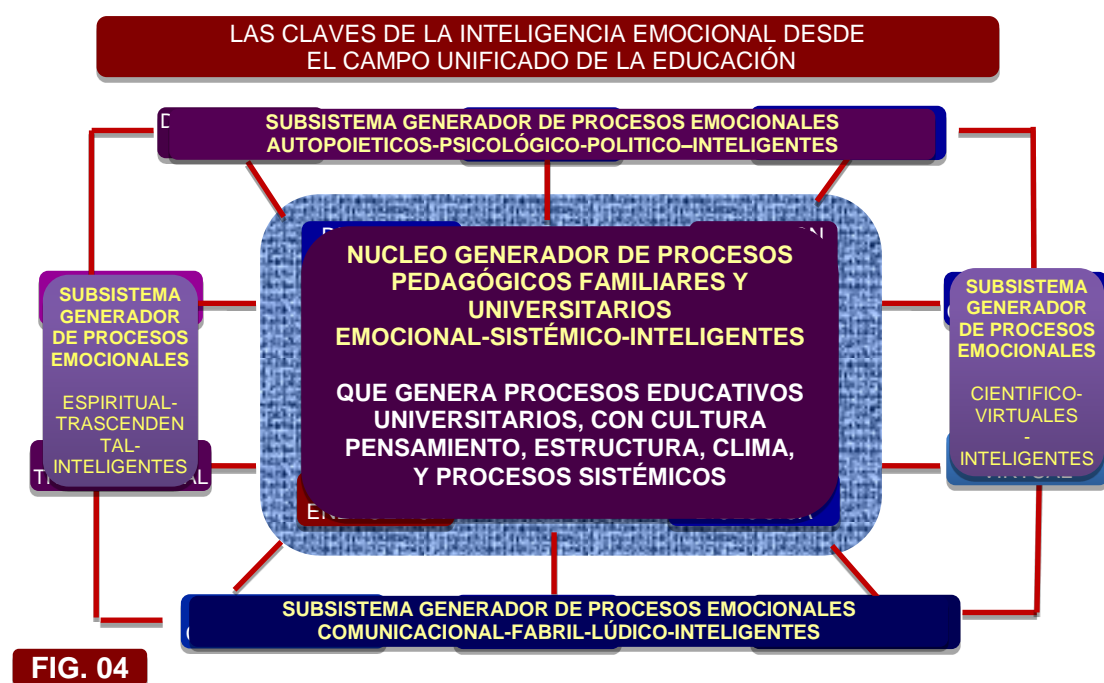 LAS CLAVES DE LA INTELIGENCIA EMOCIONAL DESDE
EL CAMPO UNIFICADO DE LA EDUCACIÓN
SUBSISTEMA GENERADOR DE PROCESOS EMOCIONALES
AUTOPOIETICOS-PSICOLÓGICO-POLITICO–INTELIGENTES
NUCLEO GENERADOR DE PROCESOS
PEDAGÓGICOS FAMILIARES Y
UNIVERSITARIOS
EMOCIONAL-SISTÉMICO-INTELIGENTES
QUE GENERA PROCESOS EDUCATIVOS
UNIVERSITARIOS, CON CULTURA
PENSAMIENTO, ESTRUCTURA, CLIMA,
Y PROCESOS SISTÉMICOS
SUBSISTEMA
GENERADOR
DE PROCESOS
EMOCIONALES
ESPIRITUAL-
TRASCENDEN
TAL-
INTELIGENTES
SUBSISTEMA
GENERADOR
DE PROCESOS
EMOCIONALES
CIENTIFICO-
VIRTUALES
-
INTELIGENTES
SUBSISTEMA GENERADOR DE PROCESOS EMOCIONALES
COMUNICACIONAL-FABRIL-LÚDICO-INTELIGENTES
FIG. 04